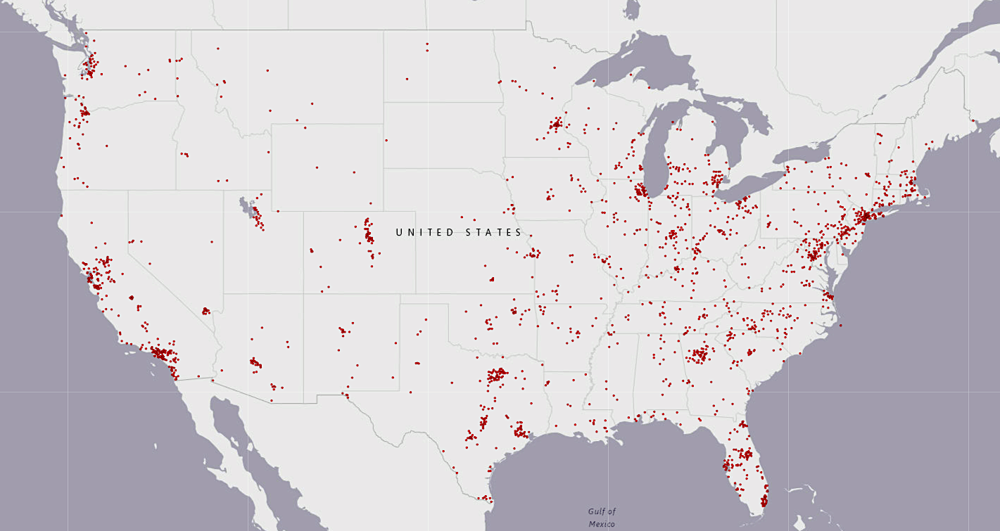 UNITED STATES
Gulf of
Mexico